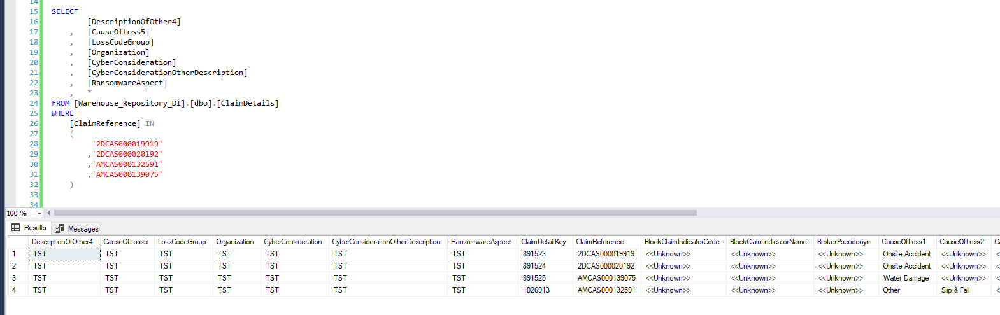 14
15 SELECT
16 [DescriptionOfOther4]
17 , [CauseOfLoss5]
18 , [LossCodeGroup]
19 , [Organization]
20 , [CyberConsideration]
21 , [CyberConsiderationOtherDescription]
22 , [RansomwareAspect]
23 , *
24 FROM [Warehouse_Repository_DI].[dbo].[ClaimDetails]
25 WHERE
26 [ClaimReference] IN
27 (
28 '2DCAS000019919'
29 ,'2DCAS000020192'
30 ,'AMCAS000132591'
31 ,'AMCAS000139075'
32 )
33
34
100 %
Results Messages
DescriptionOfOther4 CauseOfLoss5 LossCodeGroup Organization CyberConsideration CyberConsiderationOtherDescription RansomwareAspect ClaimDetailKey ClaimReference BlockClaimIndicatorCode BlockClaimIndicatorName BrokerPseudonym CauseOfLoss1 CauseOfLoss2
1 TST TST TST TST TST TST TST 891523 2DCAS000019919 <<Unknown>> <<Unknown>> <<Unknown>> Onsite Accident <<Unknown>> <
2 TST TST TST TST TST TST TST 891524 2DCAS000020192 <<Unknown>> <<Unknown>> <<Unknown>> Onsite Accident <<Unknown>> <
3 TST TST TST TST TST TST TST 891525 AMCAS000139075 <<Unknown>> <<Unknown>> <<Unknown>> Water Damage <<Unknown>> <
4 TST TST TST TST TST TST TST 1026913 AMCAS000132591 <<Unknown>> <<Unknown>> <<Unknown>> Other Slip & Fall <